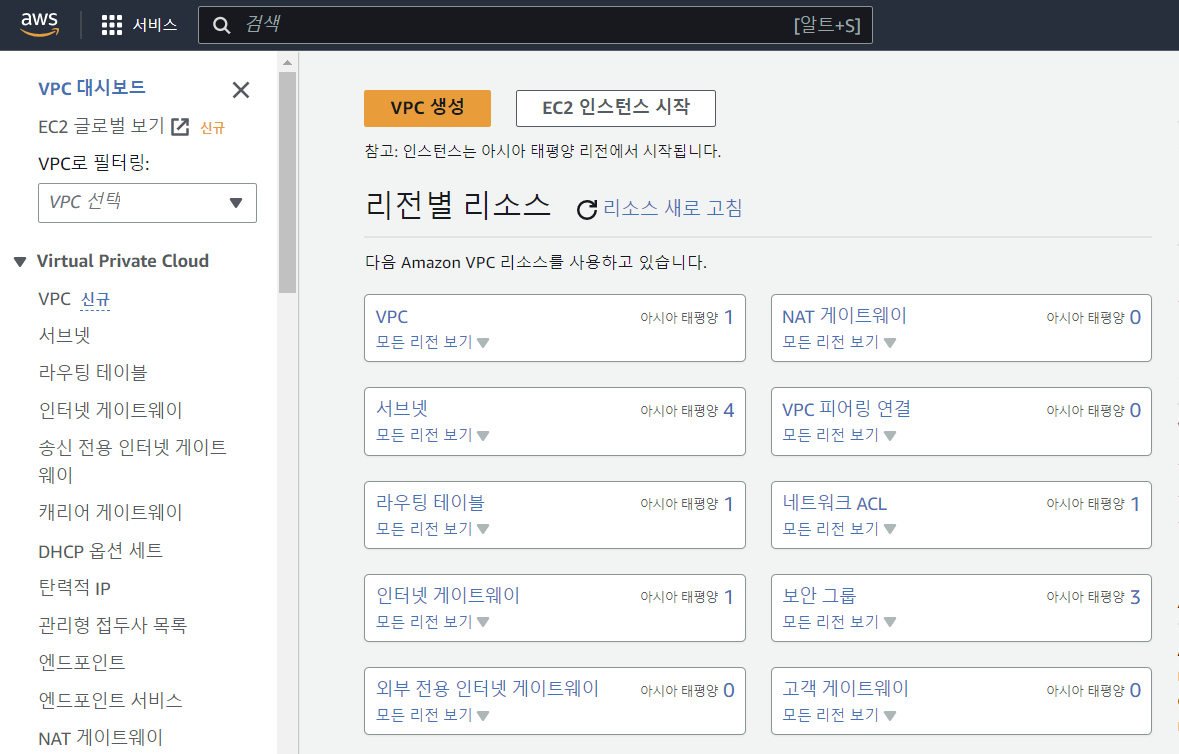 aws
서비스
검색
[알트+S]
VPC 대시보드
EC2 글로벌 보기 신규
VPC로 필터링:
VPC 선택
Virtual Private Cloud
VPC 신규
서브넷
라우팅 테이블
인터넷 게이트웨이
송신 전용 인터넷 게이트
웨이
캐리어 게이트웨이
DHCP 옵션 세트
탄력적 IP
관리형 접두사 목록
엔드포인트
엔드포인트 서비스
NAT 게이트웨이
VPC 생성
EC2 인스턴스 시작
참고: 인스턴스는 아시아 태평양 리전에서 시작됩니다.
리전별 리소스
리소스 새로 고침
다음 Amazon VPC 리소스를 사용하고 있습니다.
VPC 아시아 태평양 1
모든 리전 보기
NAT 게이트웨이 아시아 태평양 0
모든 리전 보기
서브넷 아시아 태평양 4
모든 리전 보기
VPC 피어링 연결 아시아 태평양 0
모든 리전 보기
라우팅 테이블 아시아 태평양 1
모든 리전 보기
네트워크 ACL 아시아 태평양 1
모든 리전 보기
인터넷 게이트웨이 아시아 태평양 1
모든 리전 보기
보안 그룹 아시아 태평양 3
모든 리전 보기
외부 전용 인터넷 게이트웨이 아시아 태평양 0
모든 리전 보기
고객 게이트웨이 아시아 태평양 0
모든 리전 보기